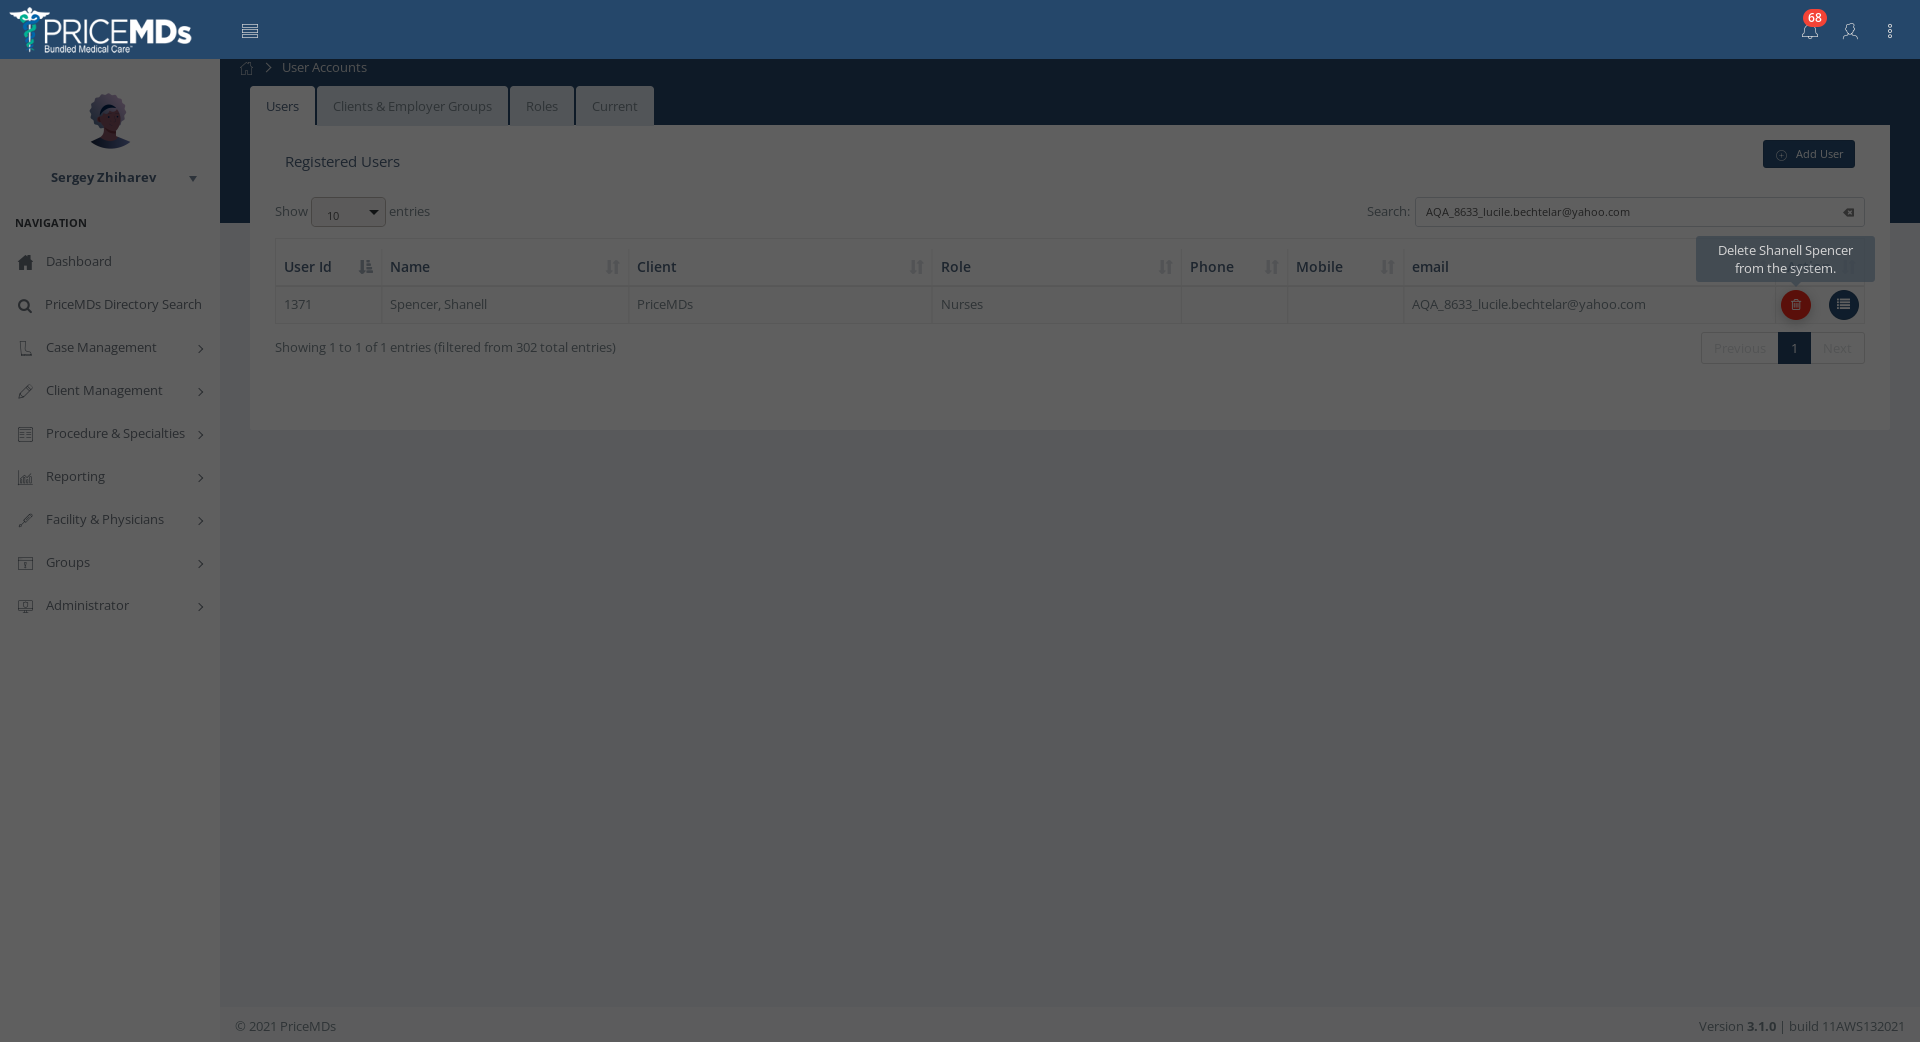 PRICEMDs
Bundled Medical Care™
68
User Accounts
Users
Clients & Employer Groups
Roles
Current
Sergey Zhiharev
NAVIGATION
Dashboard
PriceMDs Directory Search
Case Management
Client Management
Procedure & Specialties
Reporting
Facility & Physicians
Groups
Administrator
Registered Users
Add User
Show 10 entries
Search: AQA_8633_lucile.bechtelar@yahoo.com
Delete Shanell Spencer
from the system.
User Id Name Client Role Phone Mobile email
1371 Spencer, Shanell PriceMDs Nurses AQA_8633_lucile.bechtelar@yahoo.com
Showing 1 to 1 of 1 entries (filtered from 302 total entries)
Previous 1 Next
© 2021 PriceMDs
Version 3.1.0 | build 11AWS132021